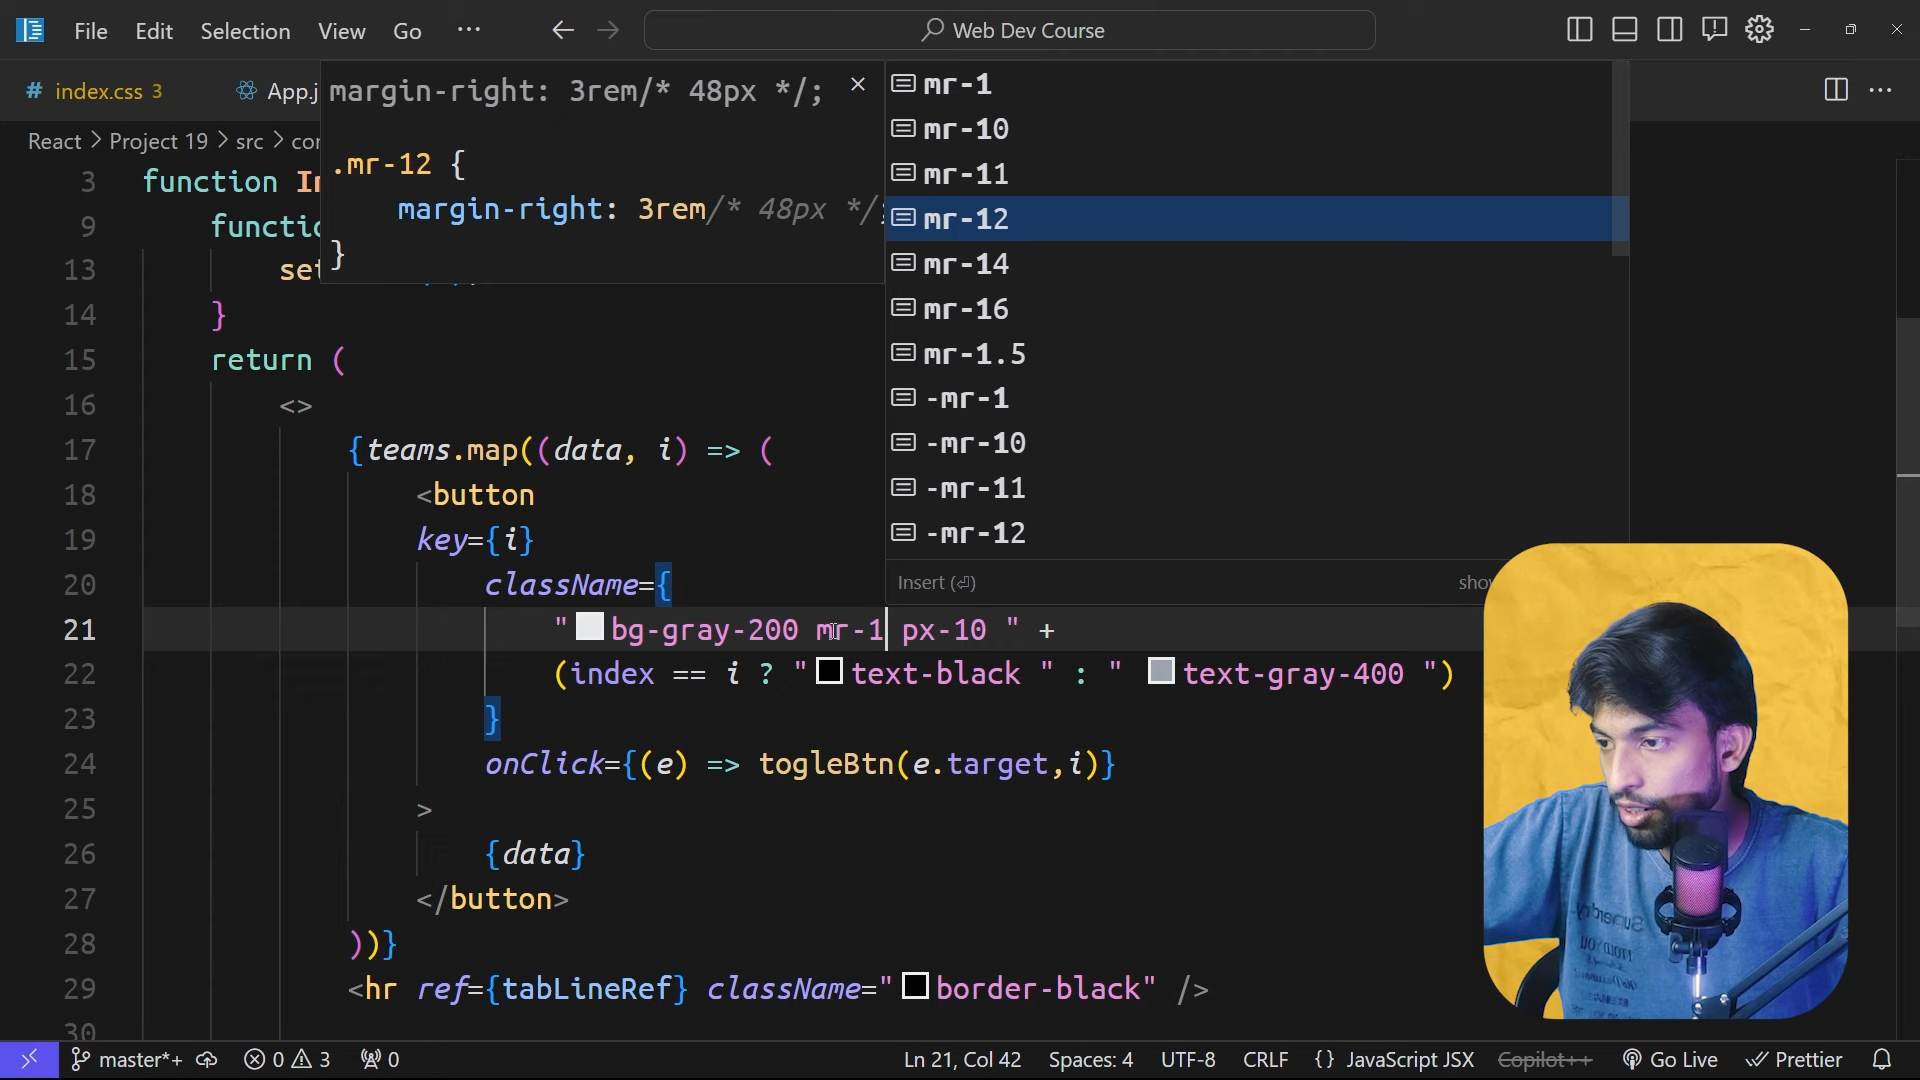 File Edit Selection View Go ··· Web Dev Course
# index.css 3 App.j
React > Project 19 > src > cor
margin-right: 3rem/* 48px */;
.mr-12 {
margin-right: 3rem/* 48px */
}
mr-1
mr-10
mr-11
mr-12
mr-14
mr-16
mr-1.5
-mr-1
-mr-10
-mr-11
-mr-12
Insert (⏎) show
3 function I
9 functio
13 set
14 }
15 return (
16 <>
17 {teams.map((data, i) => (
18 <button
19 key={i}
20 className={
21 " bg-gray-200 mr-1 px-10 " +
22 (index == i ? " text-black " : " text-gray-400 ")
23 }
24 onClick={(e) => togleBtn(e.target,i)}
25 >
26 {data}
27 </button>
28 ))}
29 <hr ref={tabLineRef} className=" border-black" />
30
master*+ 0 3 0 Ln 21, Col 42 Spaces: 4 UTF-8 CRLF {} JavaScript JSX Copilot++ Go Live Prettier